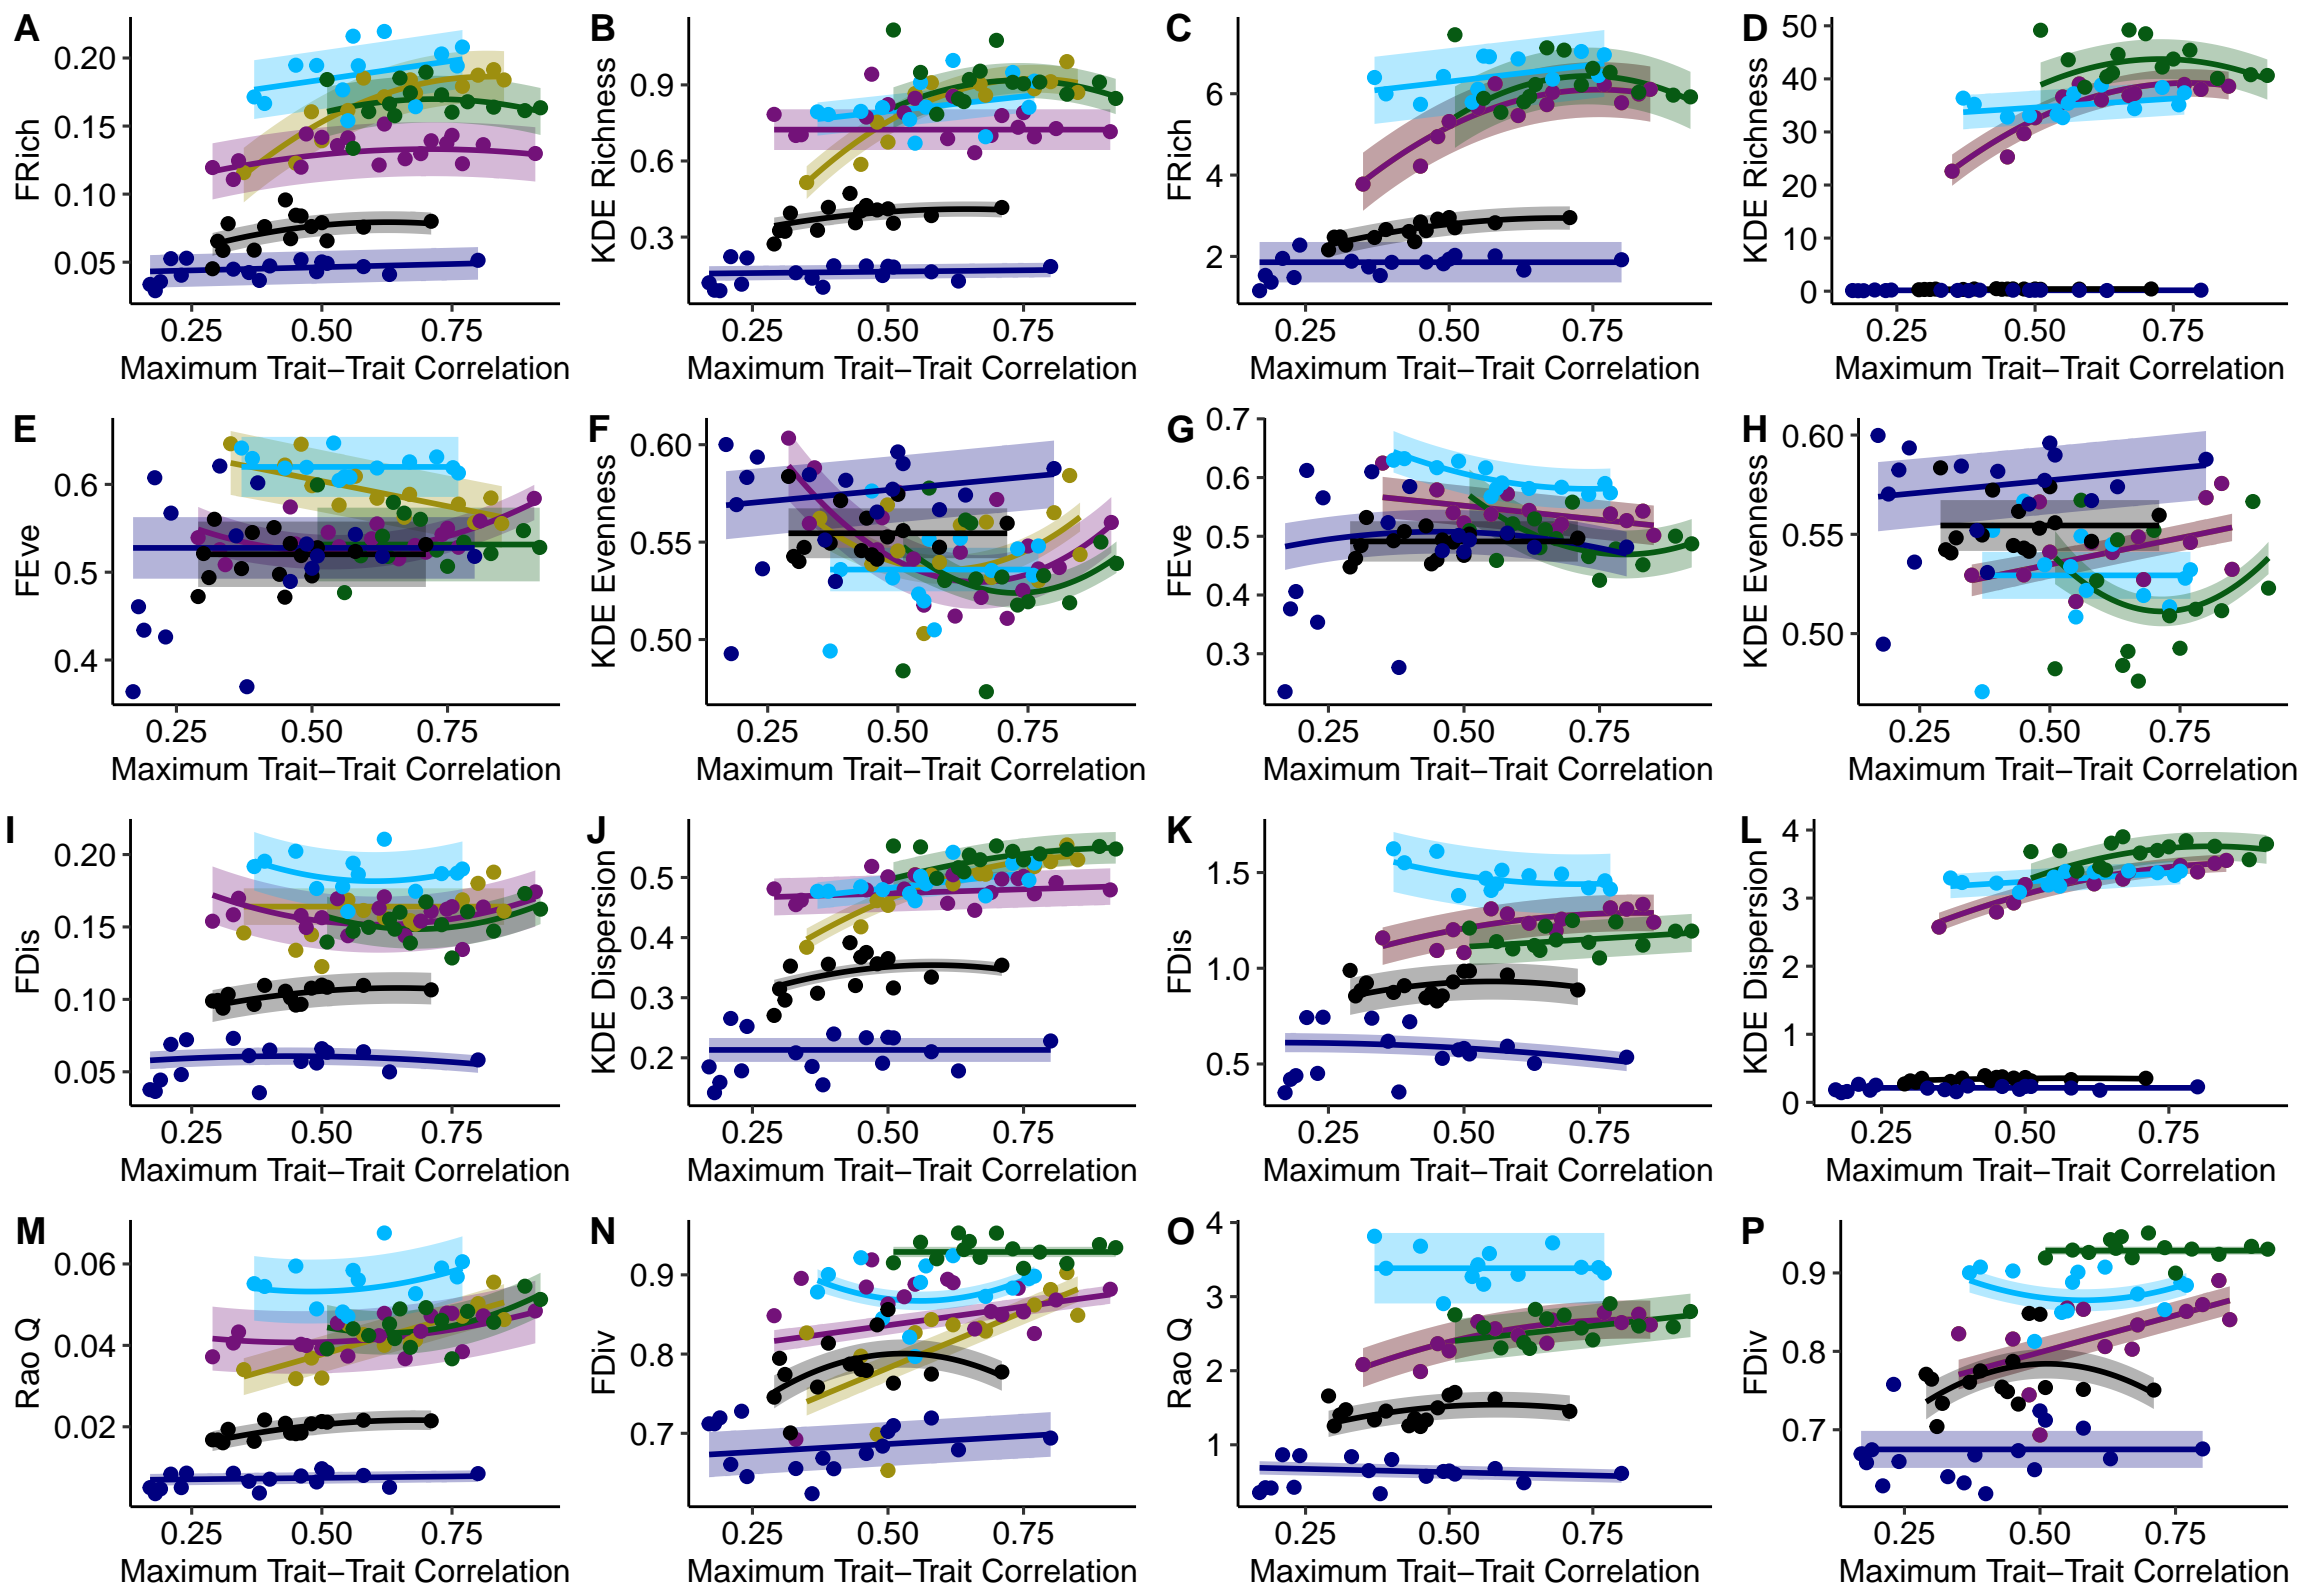 A
FRich
0.20
0.15
0.10
0.05
0.25 0.50 0.75
Maximum Trait−Trait Correlation
B
KDE Richness
0.9
0.6
0.3
0.25 0.50 0.75
Maximum Trait−Trait Correlation
C
FRich
6
4
2
0.25 0.50 0.75
Maximum Trait−Trait Correlation
D
KDE Richness
50
40
30
20
10
0
0.25 0.50 0.75
Maximum Trait−Trait Correlation
E
FEve
0.6
0.5
0.4
0.25 0.50 0.75
Maximum Trait−Trait Correlation
F
KDE Evenness
0.60
0.55
0.50
0.25 0.50 0.75
Maximum Trait−Trait Correlation
G
FEve
0.7
0.6
0.5
0.4
0.3
0.25 0.50 0.75
Maximum Trait−Trait Correlation
H
KDE Evenness
0.60
0.55
0.50
0.25 0.50 0.75
Maximum Trait−Trait Correlation
I
FDis
0.20
0.15
0.10
0.05
0.25 0.50 0.75
Maximum Trait−Trait Correlation
J
KDE Dispersion
0.5
0.4
0.3
0.2
0.25 0.50 0.75
Maximum Trait−Trait Correlation
K
FDis
1.5
1.0
0.5
0.25 0.50 0.75
Maximum Trait−Trait Correlation
L
KDE Dispersion
4
3
2
1
0
0.25 0.50 0.75
Maximum Trait−Trait Correlation
M
Rao Q
0.06
0.04
0.02
0.25 0.50 0.75
Maximum Trait−Trait Correlation
N
FDiv
0.9
0.8
0.7
0.25 0.50 0.75
Maximum Trait−Trait Correlation
O
Rao Q
4
3
2
1
0.25 0.50 0.75
Maximum Trait−Trait Correlation
P
FDiv
0.9
0.8
0.7
0.25 0.50 0.75
Maximum Trait−Trait Correlation